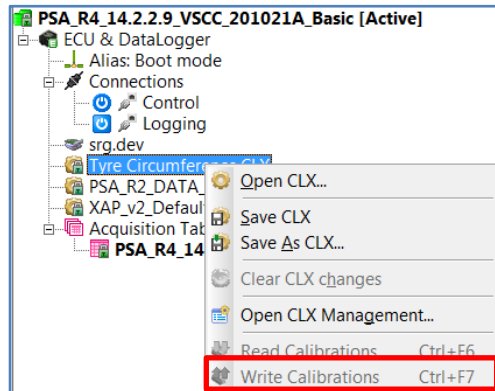 PSA_R4_14.2.2.9_VSCC_201021A_Basic [Active]
ECU & DataLogger
Alias: Boot mode
Connections
Control
Logging
srg.dev
Tyre Circumference CLX
PSA_R2_DATA_
XAP_v2_Defaul
Acquisition Tab
PSA_R4_14
Open CLX...
Save CLX
Save As CLX...
Clear CLX changes
Open CLX Management...
Read Calibrations Ctrl+F6
Write Calibrations Ctrl+F7